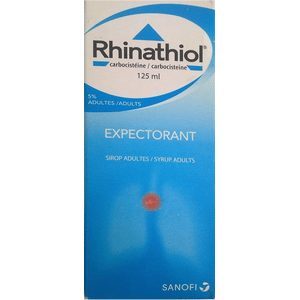 Rhinathiol®
carbocistéine / carbocisteine
125 ml
5%
ADULTES /ADULTS
EXPECTORANT
SIROP ADULTES / SYRUP ADULTS
SANOFI